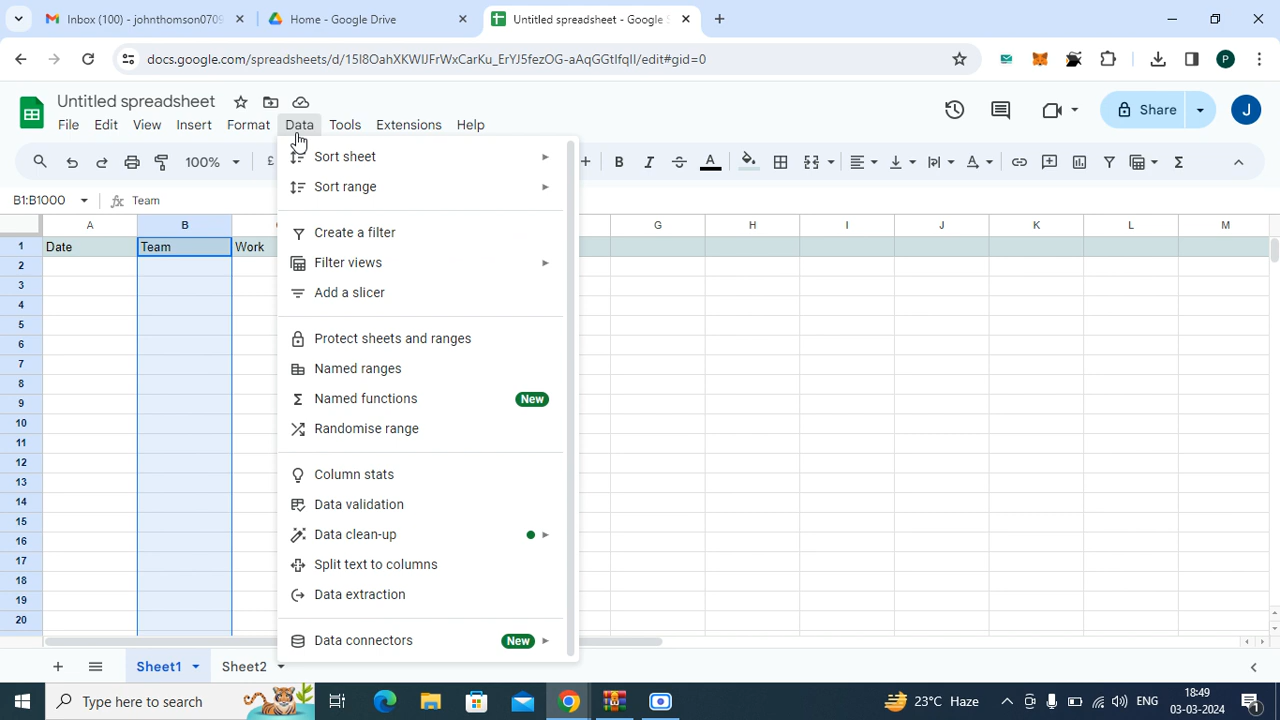 Inbox (100) - johnthomson0705
Home - Google Drive
Untitled spreadsheet - Google S
docs.google.com/spreadsheets/d/15I8OahXKWIJFrWxCarKu_ErYJ5fezOG-aAqGGtlfqlI/edit#gid=0
P
Untitled spreadsheet
File Edit View Insert Format Data Tools Extensions Help
Share
J
100%
£
B1:B1000
Team
A B G H I J K L M
1 Date Team Work
2
3
4
5
6
7
8
9
10
11
12
13
14
15
16
17
18
19
20
Sort sheet
Sort range
Create a filter
Filter views
Add a slicer
Protect sheets and ranges
Named ranges
Named functions New
Randomise range
Column stats
Data validation
Data clean-up
Split text to columns
Data extraction
Data connectors New
Sheet1
Sheet2
Type here to search
23°C Haze
ENG
18:49
03-03-2024
1